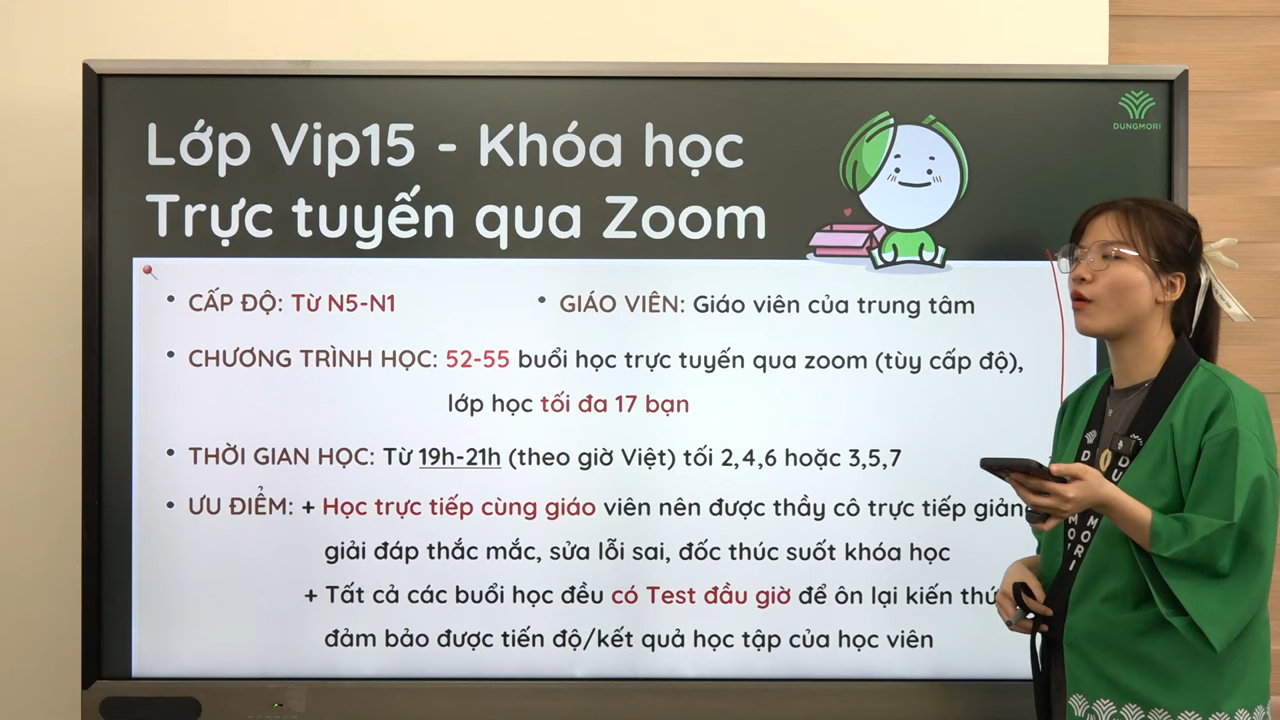 Lớp Vip15 - Khóa học
Trực tuyến qua Zoom
DUNGMORI
• CẤP ĐỘ: Từ N5-N1
• GIÁO VIÊN: Giáo viên của trung tâm
• CHƯƠNG TRÌNH HỌC: 52-55 buổi học trực tuyến qua zoom (tùy cấp độ),
lớp học tối đa 17 bạn
• THỜI GIAN HỌC: Từ 19h-21h (theo giờ Việt) tối 2,4,6 hoặc 3,5,7
• ƯU ĐIỂM: + Học trực tiếp cùng giáo viên nên được thầy cô trực tiếp
giải đáp thắc mắc, sửa lỗi sai, đốc thúc suốt khóa học
+ Tất cả các buổi học đều có Test đầu giờ để ôn lại kiến
đảm bảo được tiến độ/kết quả học tập của học viên
MORI